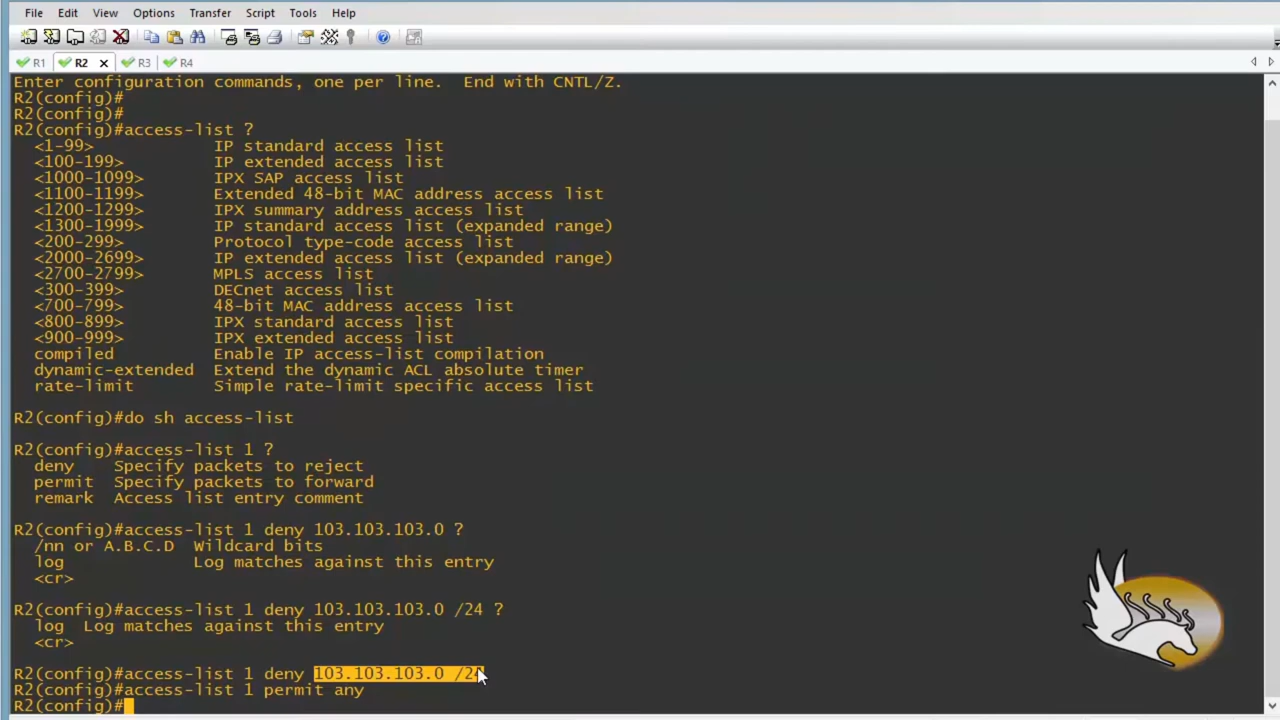 File Edit View Options Transfer Script Tools Help
R1 R2 R3 R4
Enter configuration commands, one per line.  End with CNTL/Z.
R2(config)#
R2(config)#
R2(config)#access-list ?
<1-99> IP standard access list
<100-199> IP extended access list
<1000-1099> IPX SAP access list
<1100-1199> Extended 48-bit MAC address access list
<1200-1299> IPX summary address access list
<1300-1999> IP standard access list (expanded range)
<200-299> Protocol type-code access list
<2000-2699> IP extended access list (expanded range)
<2700-2799> MPLS access list
<300-399> DECnet access list
<700-799> 48-bit MAC address access list
<800-899> IPX standard access list
<900-999> IPX extended access list
compiled Enable IP access-list compilation
dynamic-extended Extend the dynamic ACL absolute timer
rate-limit Simple rate-limit specific access list
R2(config)#do sh access-list
R2(config)#access-list 1 ?
deny Specify packets to reject
permit Specify packets to forward
remark Access list entry comment
R2(config)#access-list 1 deny 103.103.103.0 ?
/nn or A.B.C.D Wildcard bits
log Log matches against this entry
<cr>
R2(config)#access-list 1 deny 103.103.103.0 /24 ?
log Log matches against this entry
<cr>
R2(config)#access-list 1 deny 103.103.103.0 /24
R2(config)#access-list 1 permit any
R2(config)#